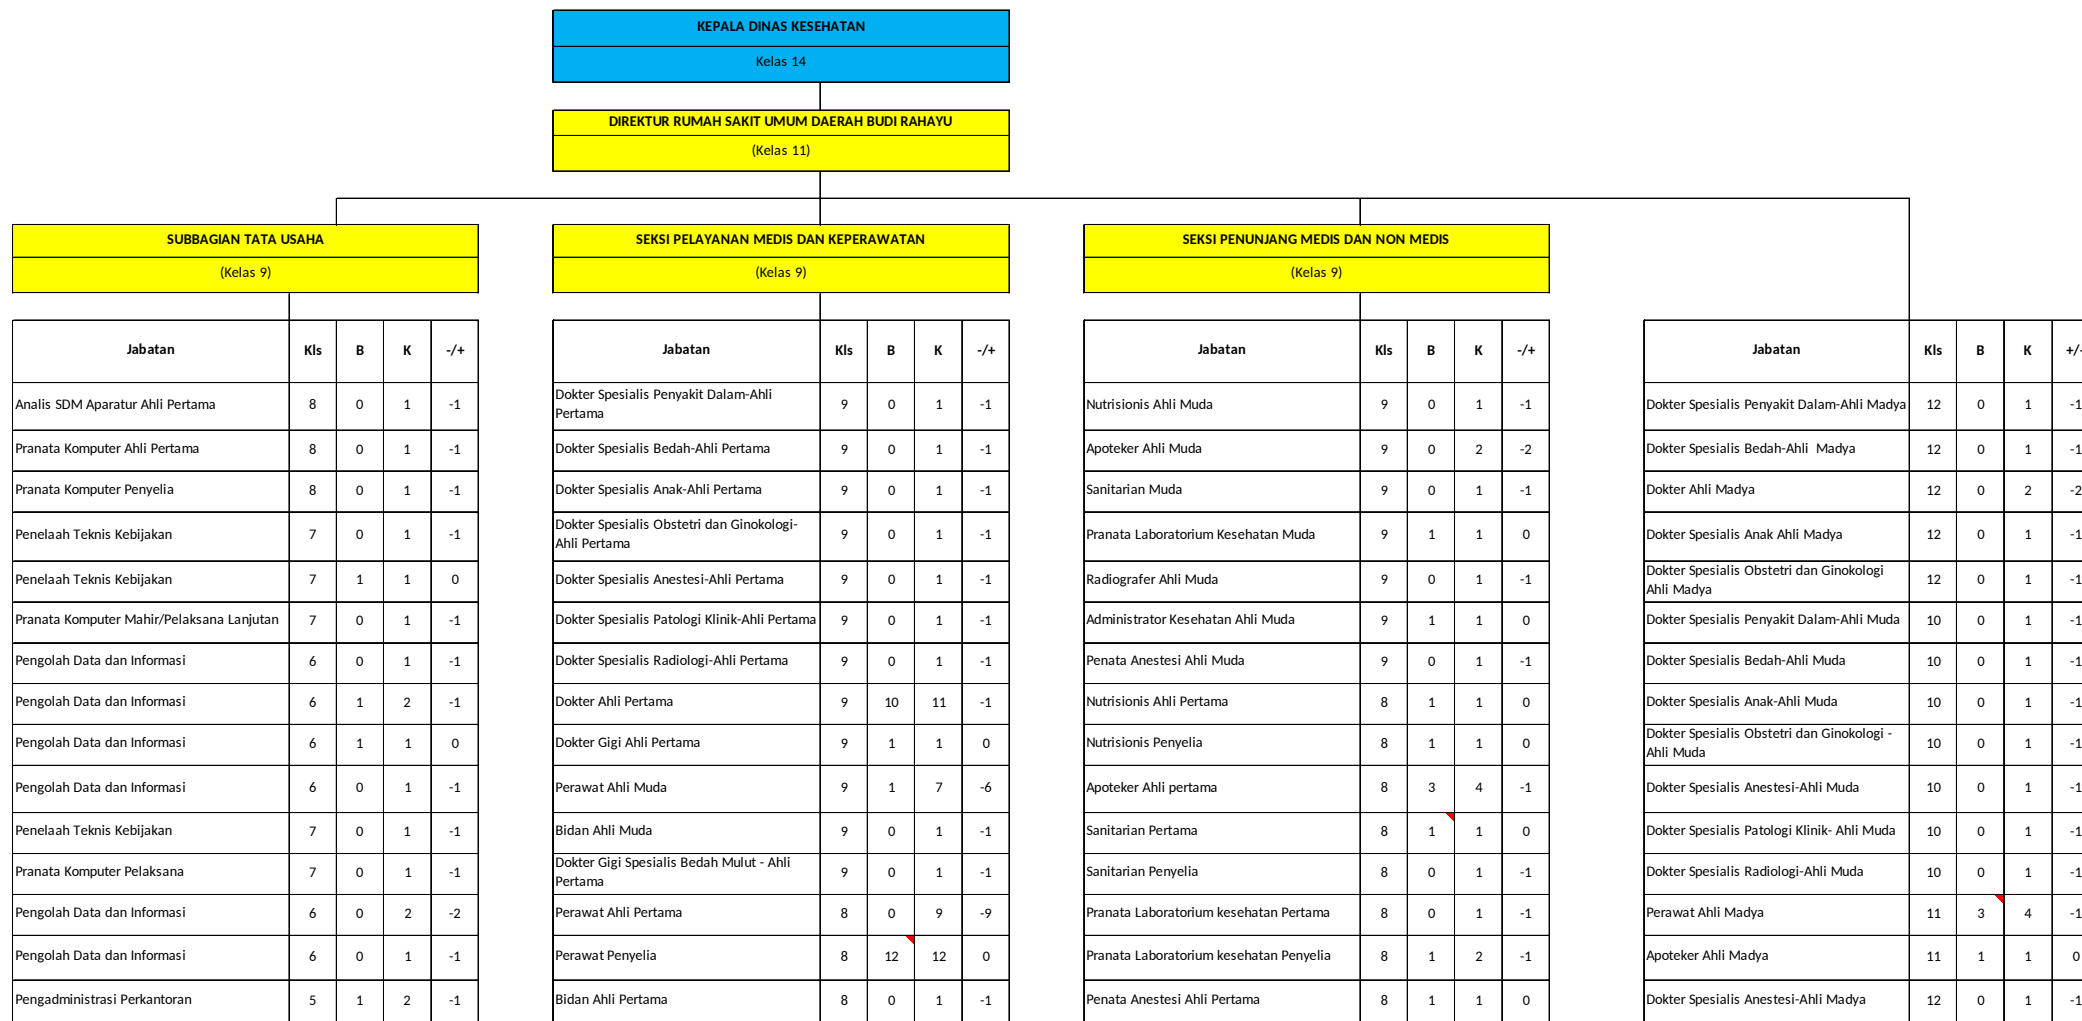 KEPALA DINAS KESEHATAN
Kelas 14
DIREKTUR RUMAH SAKIT UMUM DAERAH BUDI RAHAYU
(Kelas 11)
SUBBAGIAN TATA USAHA
(Kelas 9)
Jabatan Kls B K -/+
Analis SDM Aparatur Ahli Pertama 8 0 1 -1
Pranata Komputer Ahli Pertama 8 0 1 -1
Pranata Komputer Penyelia 8 0 1 -1
Penelaah Teknis Kebijakan 7 0 1 -1
Penelaah Teknis Kebijakan 7 1 1 0
Pranata Komputer Mahir/Pelaksana Lanjutan 7 0 1 -1
Pengolah Data dan Informasi 6 0 1 -1
Pengolah Data dan Informasi 6 1 2 -1
Pengolah Data dan Informasi 6 1 1 0
Pengolah Data dan Informasi 6 0 1 -1
Penelaah Teknis Kebijakan 7 0 1 -1
Pranata Komputer Pelaksana 7 0 1 -1
Pengolah Data dan Informasi 6 0 2 -2
Pengolah Data dan Informasi 6 0 1 -1
Pengadministrasi Perkantoran 5 1 2 -1
SEKSI PELAYANAN MEDIS DAN KEPERAWATAN
(Kelas 9)
Jabatan Kls B K -/+
Dokter Spesialis Penyakit Dalam-Ahli
Pertama 9 0 1 -1
Dokter Spesialis Bedah-Ahli Pertama 9 0 1 -1
Dokter Spesialis Anak-Ahli Pertama 9 0 1 -1
Dokter Spesialis Obstetri dan Ginokologi-
Ahli Pertama 9 0 1 -1
Dokter Spesialis Anestesi-Ahli Pertama 9 0 1 -1
Dokter Spesialis Patologi Klinik-Ahli Pertama 9 0 1 -1
Dokter Spesialis Radiologi-Ahli Pertama 9 0 1 -1
Dokter Ahli Pertama 9 10 11 -1
Dokter Gigi Ahli Pertama 9 1 1 0
Perawat Ahli Muda 9 1 7 -6
Bidan Ahli Muda 9 0 1 -1
Dokter Gigi Spesialis Bedah Mulut - Ahli
Pertama 9 0 1 -1
Perawat Ahli Pertama 8 0 9 -9
Perawat Penyelia 8 12 12 0
Bidan Ahli Pertama 8 0 1 -1
SEKSI PENUNJANG MEDIS DAN NON MEDIS
(Kelas 9)
Jabatan Kls B K -/+
Nutrisionis Ahli Muda 9 0 1 -1
Apoteker Ahli Muda 9 0 2 -2
Sanitarian Muda 9 0 1 -1
Pranata Laboratorium Kesehatan Muda 9 1 1 0
Radiografer Ahli Muda 9 0 1 -1
Administrator Kesehatan Ahli Muda 9 1 1 0
Penata Anestesi Ahli Muda 9 0 1 -1
Nutrisionis Ahli Pertama 8 1 1 0
Nutrisionis Penyelia 8 1 1 0
Apoteker Ahli pertama 8 3 4 -1
Sanitarian Pertama 8 1 1 0
Sanitarian Penyelia 8 0 1 -1
Pranata Laboratorium kesehatan Pertama 8 0 1 -1
Pranata Laboratorium kesehatan Penyelia 8 1 2 -1
Penata Anestesi Ahli Pertama 8 1 1 0
Jabatan Kls B K +/-
Dokter Spesialis Penyakit Dalam-Ahli Madya 12 0 1 -1
Dokter Spesialis Bedah-Ahli  Madya 12 0 1 -1
Dokter Ahli Madya 12 0 2 -2
Dokter Spesialis Anak Ahli Madya 12 0 1 -1
Dokter Spesialis Obstetri dan Ginokologi
Ahli Madya 12 0 1 -1
Dokter Spesialis Penyakit Dalam-Ahli Muda 10 0 1 -1
Dokter Spesialis Bedah-Ahli Muda 10 0 1 -1
Dokter Spesialis Anak-Ahli Muda 10 0 1 -1
Dokter Spesialis Obstetri dan Ginokologi -
Ahli Muda 10 0 1 -1
Dokter Spesialis Anestesi-Ahli Muda 10 0 1 -1
Dokter Spesialis Patologi Klinik- Ahli Muda 10 0 1 -1
Dokter Spesialis Radiologi-Ahli Muda 10 0 1 -1
Perawat Ahli Madya 11 3 4 -1
Apoteker Ahli Madya 11 1 1 0
Dokter Spesialis Anestesi-Ahli Madya 12 0 1 -1